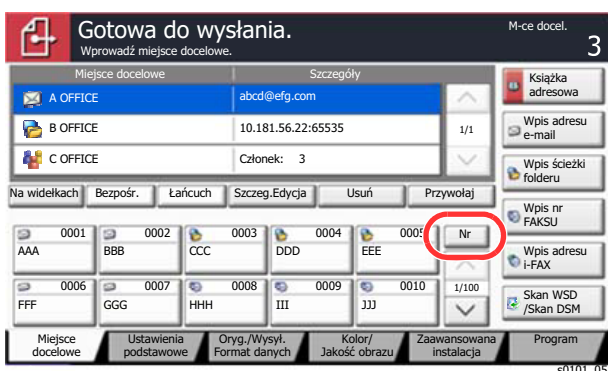 Gotowa do wysłania.
Wprowadź miejsce docelowe.
M-ce docel.
3
Miejsce docelowe Szczegóły
A OFFICE abcd@efg.com
B OFFICE 10.181.56.22:65535
C OFFICE Członek: 3
1/1
Na widełkach Bezpośr. Łańcuch Szczeg.Edycja Usuń Przywołaj
0001 0002 0003 0004 0005 Nr
AAA BBB CCC DDD EEE
0006 0007 0008 0009 0010 1/100
FFF GGG HHH III JJJ
Książka
adresowa
Wpis adresu
e-mail
Wpis ścieżki
folderu
Wpis nr
FAKSU
Wpis adresu
i-FAX
Skan WSD
/Skan DSM
Miejsce
docelowe
Ustawienia
podstawowe
Oryg./Wysył.
Format danych
Kolor/
Jakość obrazu
Zaawansowana
instalacja
Program
s0101_05